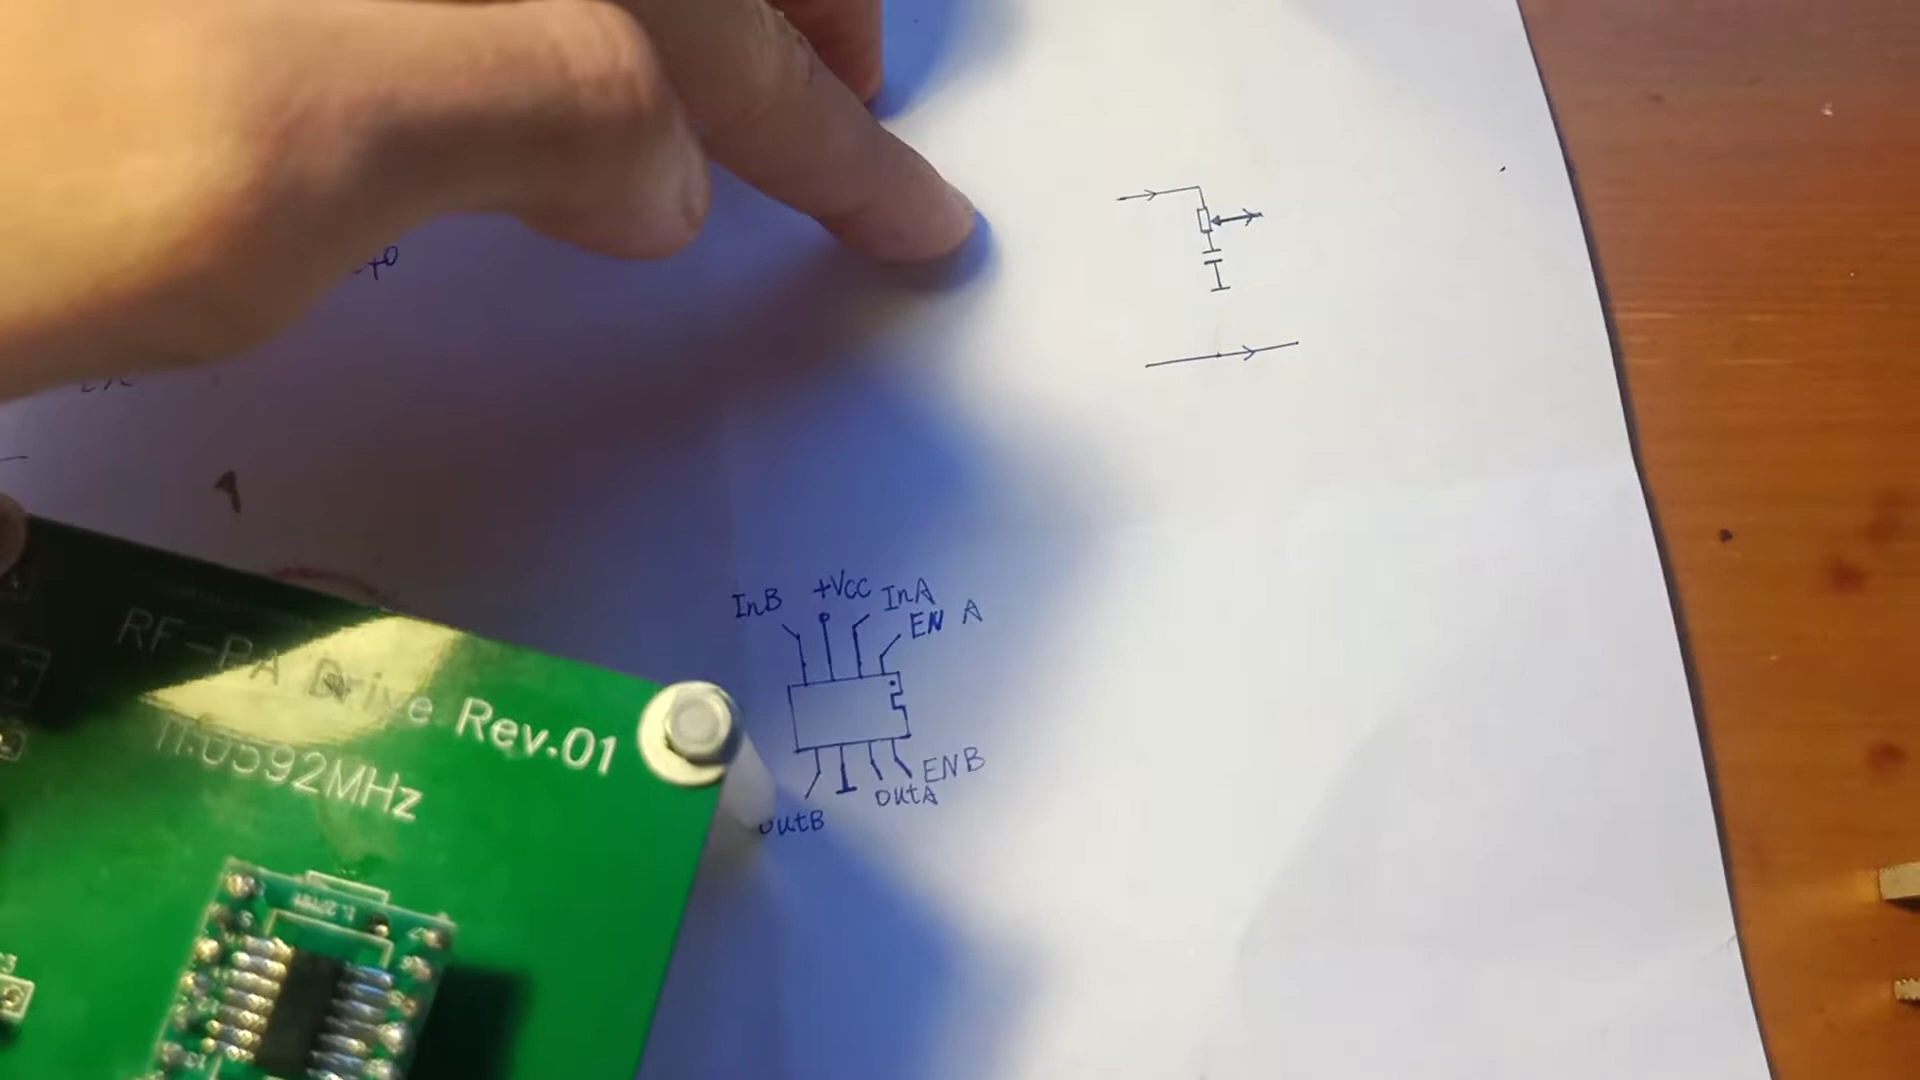 InB +Vcc InA
EN A
RF-PA Drive Rev.01
11.0592MHz
ENB
OutA
OutB